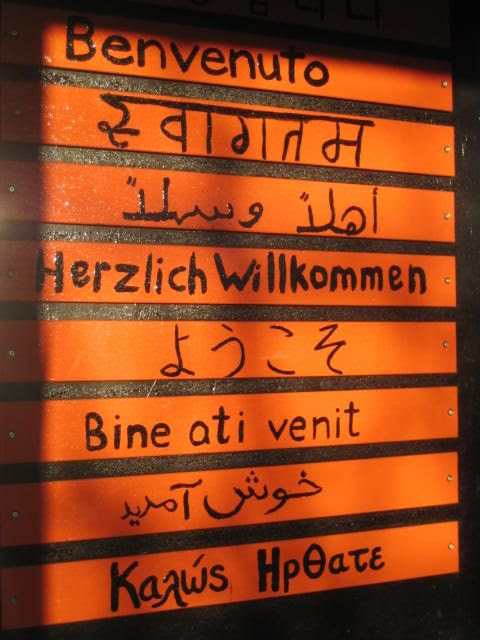 Benvenuto
स्वागतम
أهلاً وسهلاً
Herzlich Willkommen
ようこそ
Bine ati venit
خوش آمدید
Καλώς Ηρθατε